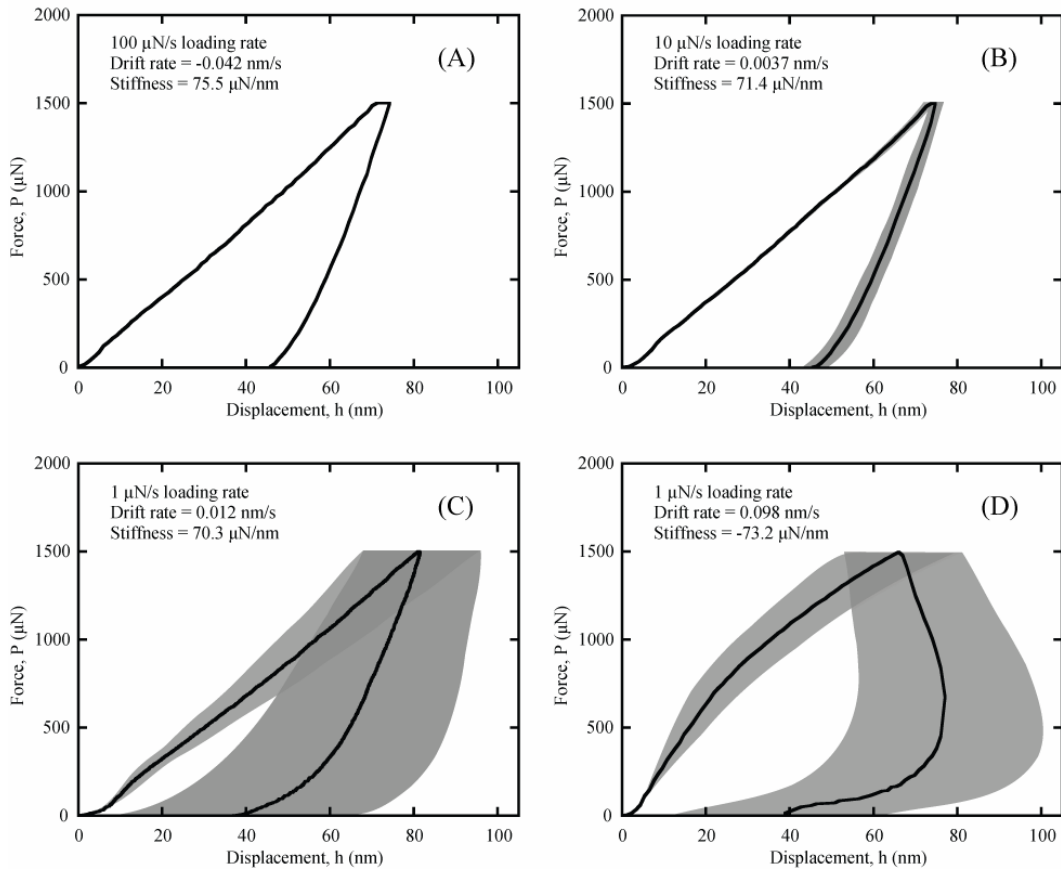 2000
100 µN/s loading rate
Drift rate = -0.042 nm/s
Stiffness = 75.5 µN/nm
(A)
1500
1000
500
0
Force, P (µN)
0 20 40 60 80 100
Displacement, h (nm)
2000
10 µN/s loading rate
Drift rate = 0.0037 nm/s
Stiffness = 71.4 µN/nm
(B)
1500
1000
500
0
Force, P (µN)
0 20 40 60 80 100
Displacement, h (nm)
2000
1 µN/s loading rate
Drift rate = 0.012 nm/s
Stiffness = 70.3 µN/nm
(C)
1500
1000
500
0
Force, P (µN)
0 20 40 60 80 100
Displacement, h (nm)
2000
1 µN/s loading rate
Drift rate = 0.098 nm/s
Stiffness = -73.2 µN/nm
(D)
1500
1000
500
0
Force, P (µN)
0 20 40 60 80 100
Displacement, h (nm)